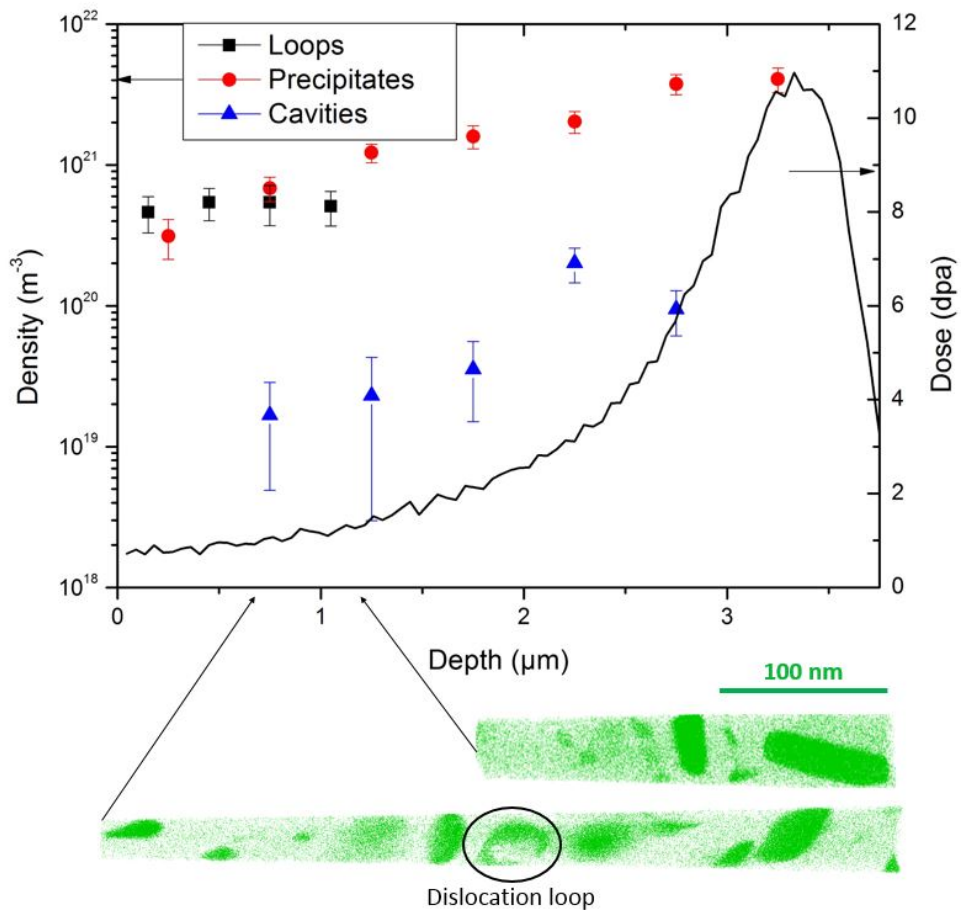 10²² 12
Loops
Precipitates
Cavities
10
10²¹
8
Density (m⁻³)
10²⁰
6
Dose (dpa)
4
10¹⁹
2
10¹⁸ 0
0 1 2 3
Depth (µm)
100 nm
Dislocation loop